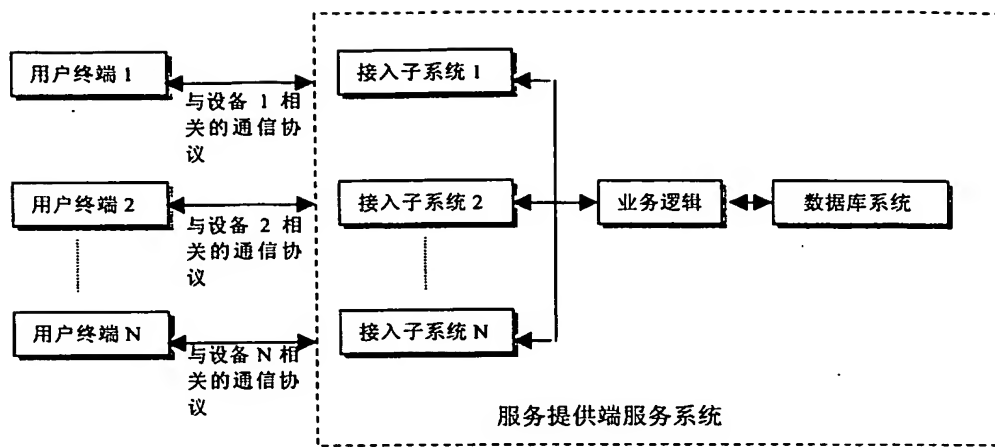 用户终端 1
接入子系统 1
与设备 1 相
关的通信协
议
用户终端 2
接入子系统 2
业务逻辑
数据库系统
与设备 2 相
关的通信协
议
用户终端 N
接入子系统 N
与设备 N 相
关的通信协
议
服务提供端服务系统